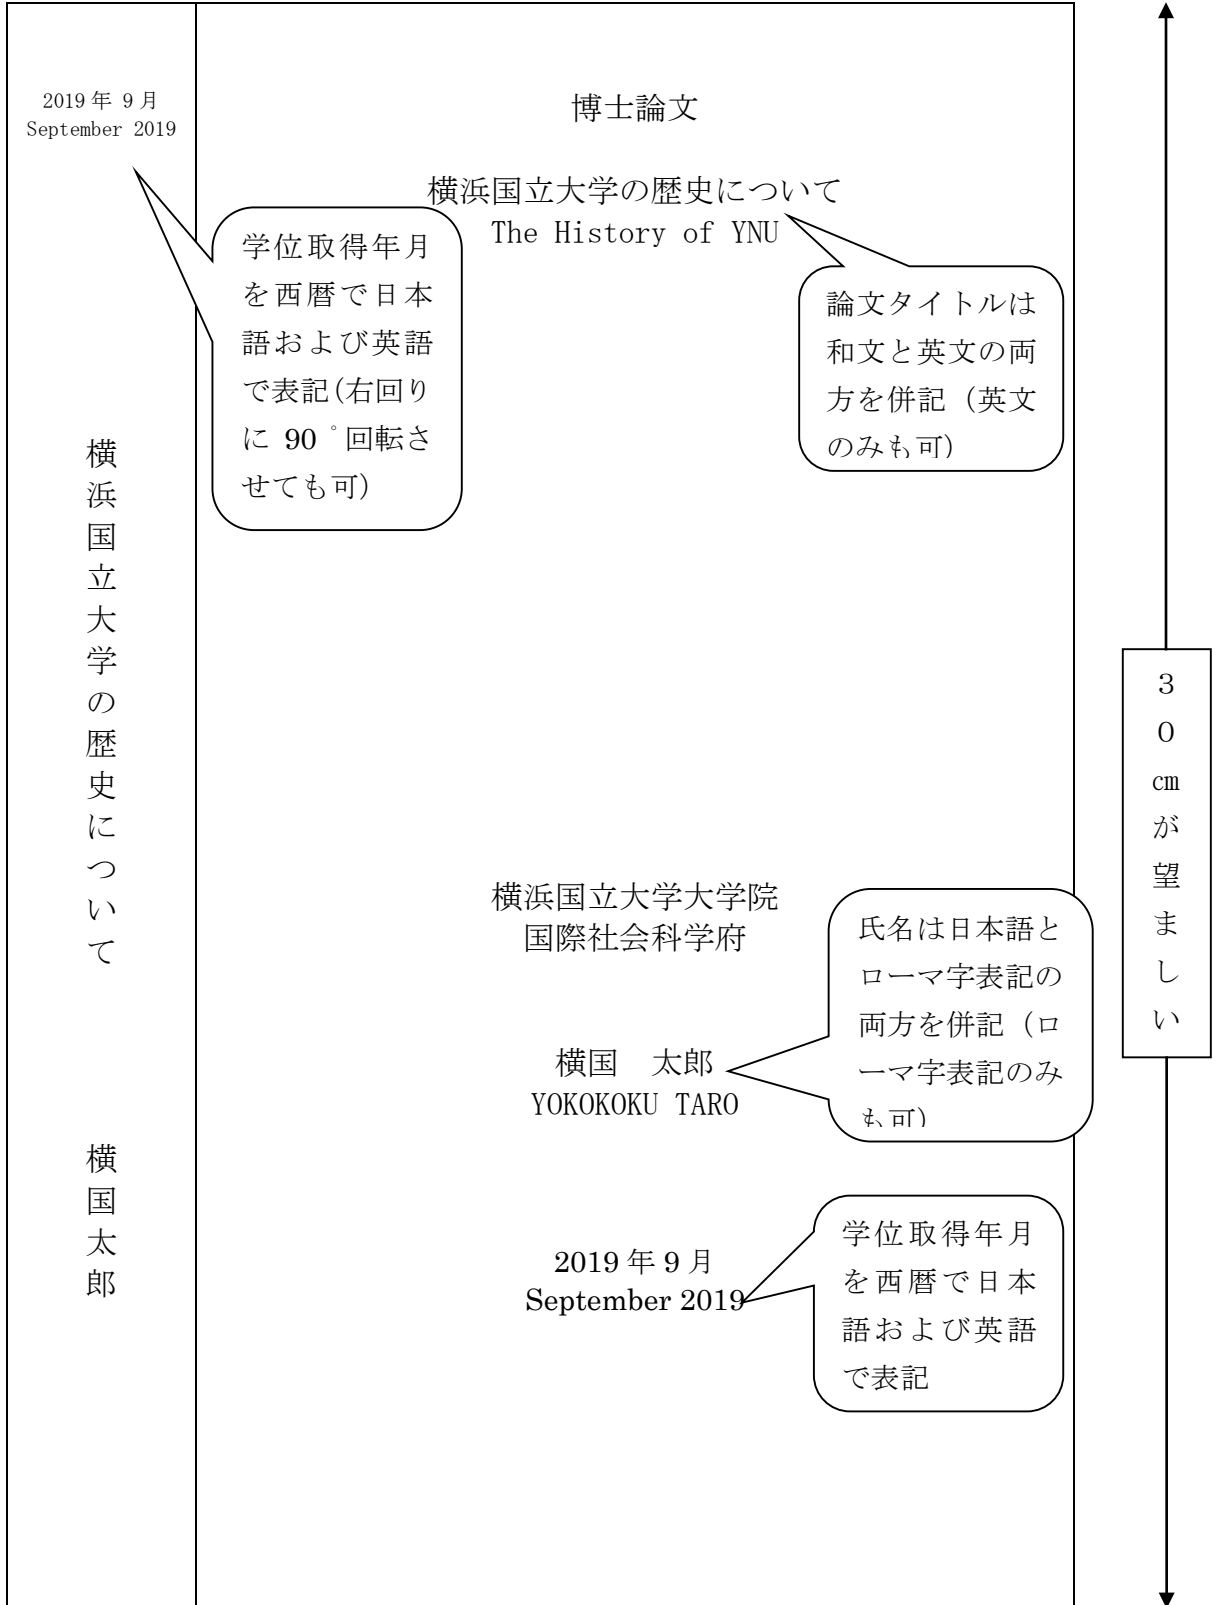 2019 年 9 月
September 2019
横浜国立大学の歴史について
横国太郎
博士論文
横浜国立大学の歴史について
The History of YNU
学位取得年月
を西暦で日本
語および英語
で表記(右回り
に 90 ゜回転さ
せても可)
論文タイトルは
和文と英文の両
方を併記（英文
のみも可)
横浜国立大学大学院
国際社会科学府
横国　太郎
YOKOKOKU TARO
氏名は日本語と
ローマ字表記の
両方を併記（ロ
ーマ字表記のみ
も可)
2019 年 9 月
September 2019
学位取得年月
を西暦で日本
語および英語
で表記
３０㎝が望ましい